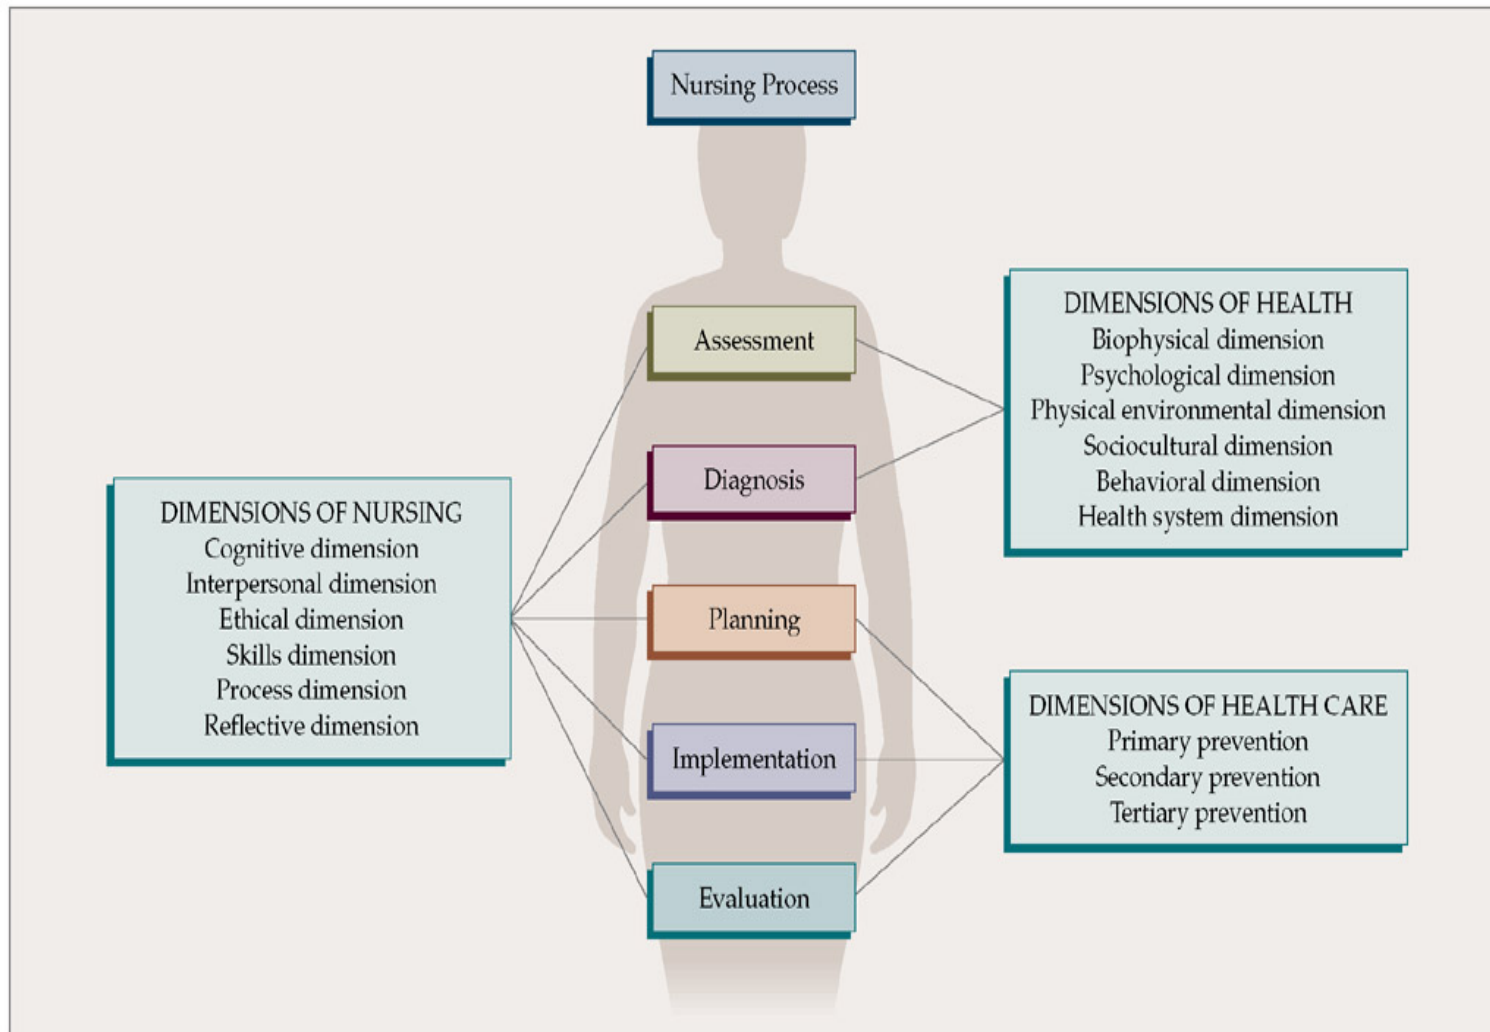 Nursing Process
Assessment
Diagnosis
Planning
Implementation
Evaluation
DIMENSIONS OF NURSING
Cognitive dimension
Interpersonal dimension
Ethical dimension
Skills dimension
Process dimension
Reflective dimension
DIMENSIONS OF HEALTH
Biophysical dimension
Psychological dimension
Physical environmental dimension
Sociocultural dimension
Behavioral dimension
Health system dimension
DIMENSIONS OF HEALTH CARE
Primary prevention
Secondary prevention
Tertiary prevention